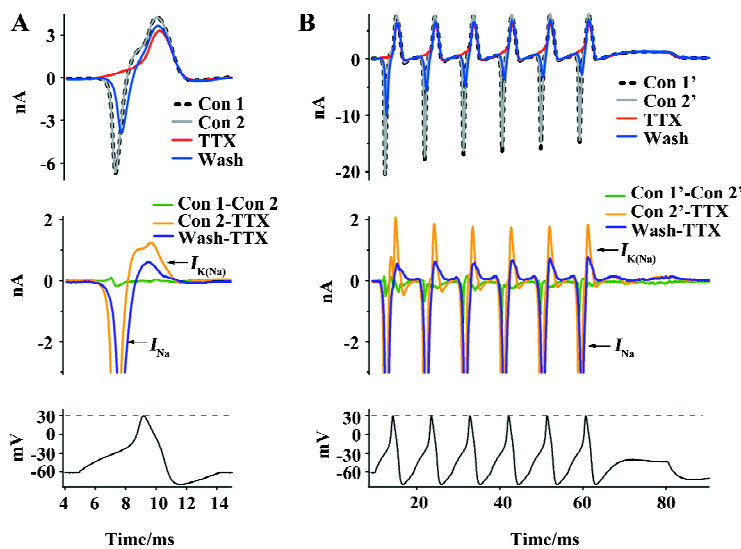 A
3
0
-3
-6
nA
Con 1
Con 2
TTX
Wash
2
0
-2
nA
Con 1-Con 2
Con 2-TTX
Wash-TTX
IK(Na)
INa
30
0
-30
-60
mV
4 6 8 10 12 14
Time/ms
B
0
-10
-20
nA
Con 1’
Con 2’
TTX
Wash
2
0
2
nA
Con 1’-Con 2’
Con 2’-TTX
Wash-TTX
IK(Na)
INa
30
0
-30
-60
mV
20 40 60 80
Time/ms